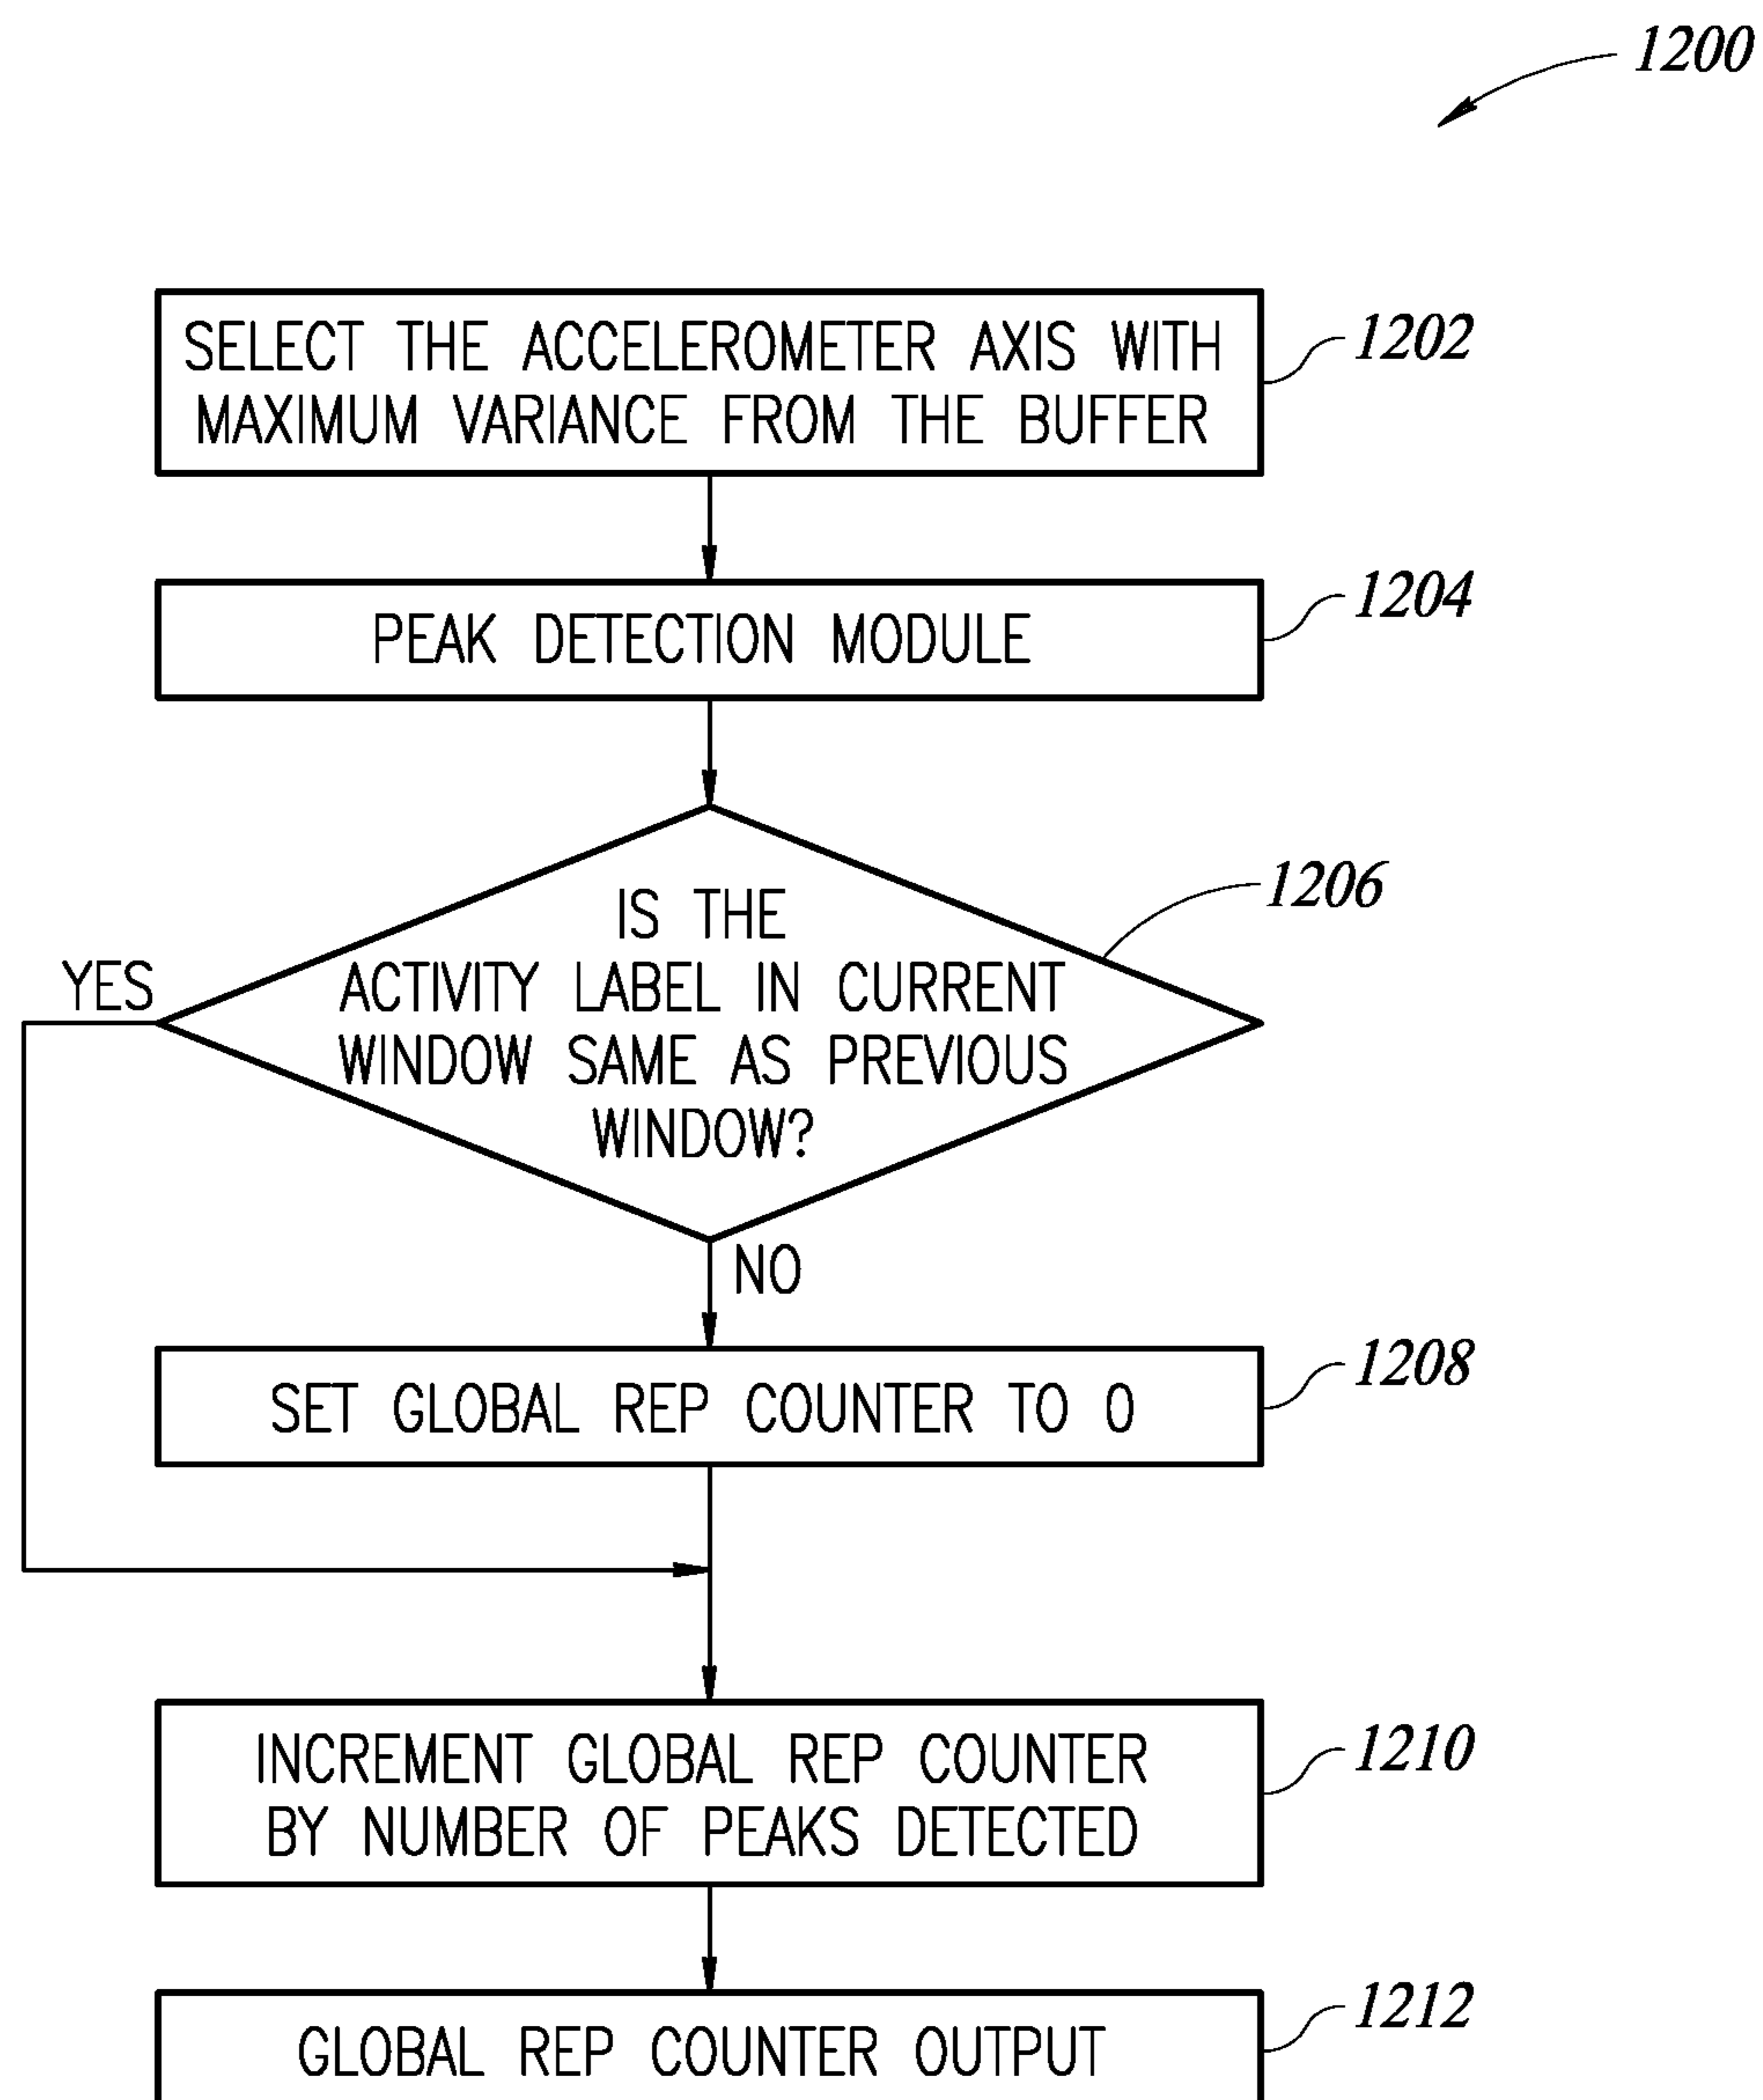 1200
SELECT THE ACCELEROMETER AXIS WITH
MAXIMUM VARIANCE FROM THE BUFFER
1202
PEAK DETECTION MODULE
1204
IS THE
ACTIVITY LABEL IN CURRENT
WINDOW SAME AS PREVIOUS
WINDOW?
1206
YES
NO
SET GLOBAL REP COUNTER TO 0
1208
INCREMENT GLOBAL REP COUNTER
BY NUMBER OF PEAKS DETECTED
1210
GLOBAL REP COUNTER OUTPUT
1212